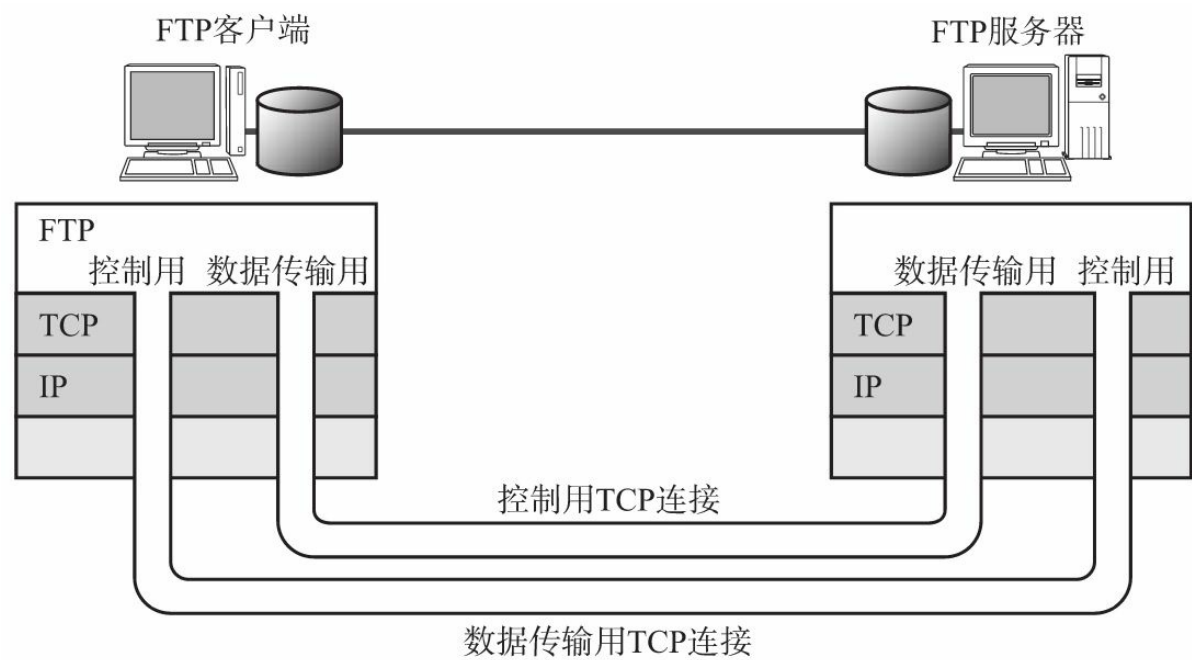 FTP客户端
FTP服务器
FTP
控制用 数据传输用
数据传输用 控制用
TCP
TCP
IP
IP
控制用TCP连接
数据传输用TCP连接